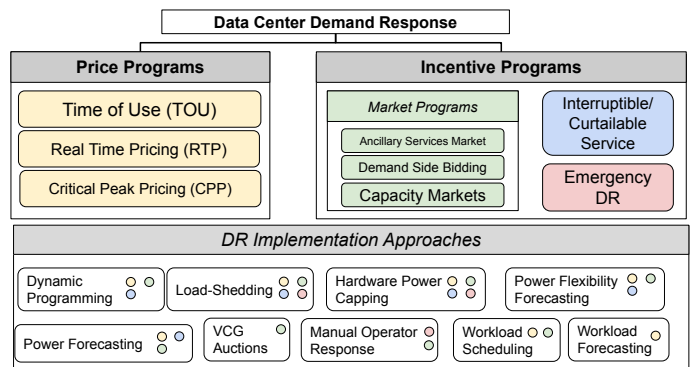 Data Center Demand Response
Price Programs
Time of Use (TOU)
Real Time Pricing (RTP)
Critical Peak Pricing (CPP)
Incentive Programs
Market Programs
Ancillary Services Market
Demand Side Bidding
Capacity Markets
Interruptible/
Curtailable
Service
Emergency
DR
DR Implementation Approaches
Dynamic
Programming
Load-Shedding
Hardware Power
Capping
Power Flexibility
Forecasting
Power Forecasting
VCG
Auctions
Manual Operator
Response
Workload
Scheduling
Workload
Forecasting